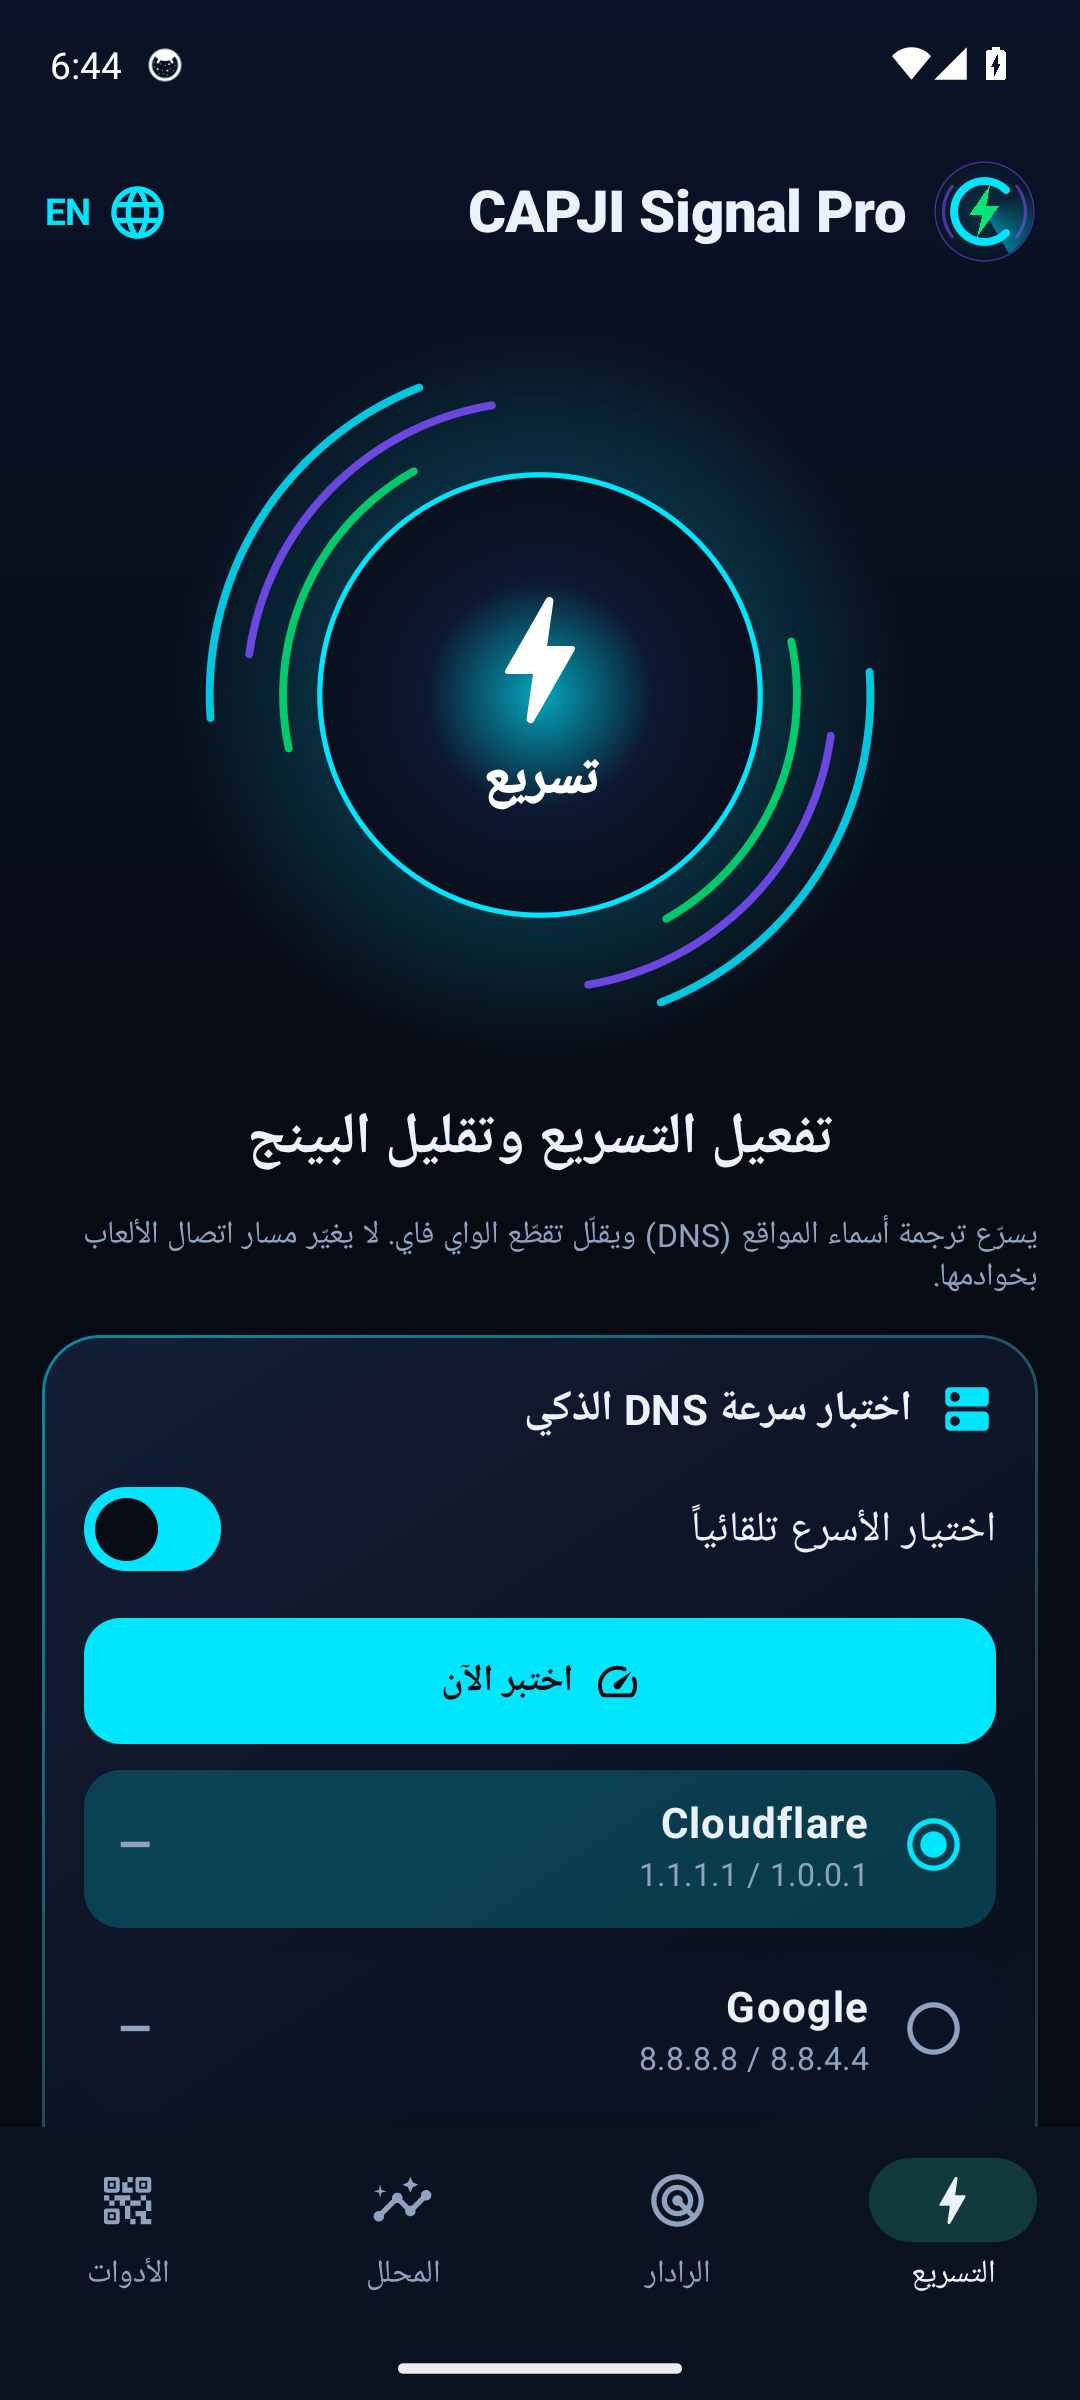 6:44
CAPJI Signal Pro
EN
تسريع
تفعيل التسريع وتقليل البينج
يسرّع ترجمة أسماء المواقع (DNS) ويقلّل تقطّع الواي فاي. لا يغيّر مسار اتصال الألعاب
بخوادمها.
اختبار سرعة DNS الذكي
اختيار الأسرع تلقائياً
اختبر الآن
Cloudflare
1.1.1.1 / 1.0.0.1
–
Google
8.8.8.8 / 8.8.4.4
–
التسريع
الرادار
المحلل
الأدوات